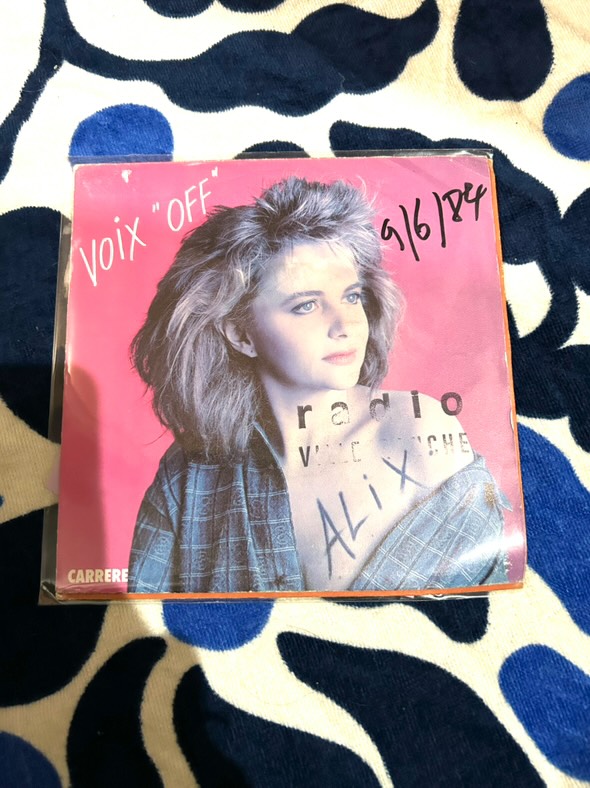 VOiX "OFF"
9/6/84
radio
ALiX
CARRERE